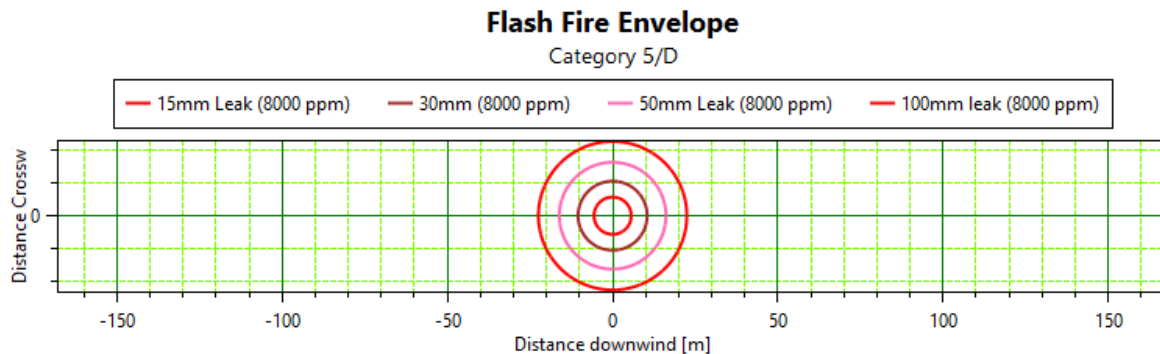 Flash Fire Envelope
Category 5/D
15mm Leak (8000 ppm) 30mm (8000 ppm) 50mm Leak (8000 ppm) 100mm leak (8000 ppm)
Distance Crossw
0
-150 -100 -50 0 50 100 150
Distance downwind [m]